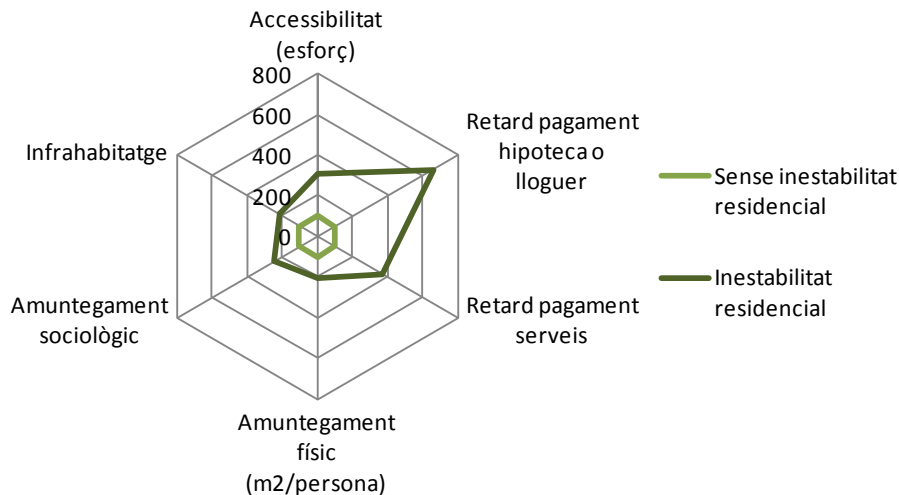 Accessibilitat
(esforç)
800
600
400
200
0
Retard pagament
hipoteca o
lloguer
Retard pagament
serveis
Amuntegament
físic
(m2/persona)
Amuntegament
sociològic
Infrahabitatge
Sense inestabilitat
residencial
Inestabilitat
residencial